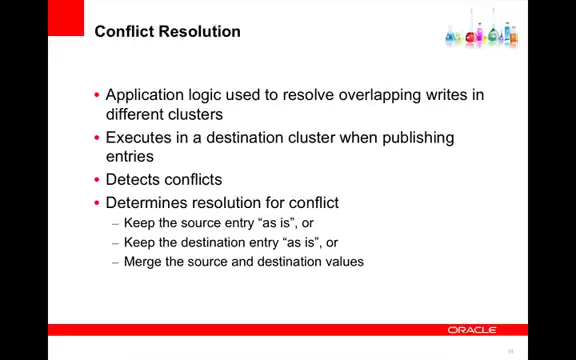 Conflict Resolution
• Application logic used to resolve overlapping writes in
different clusters
• Executes in a destination cluster when publishing
entries
• Detects conflicts
• Determines resolution for conflict
– Keep the source entry “as is”, or
– Keep the destination entry “as is”, or
– Merge the source and destination values
ORACLE